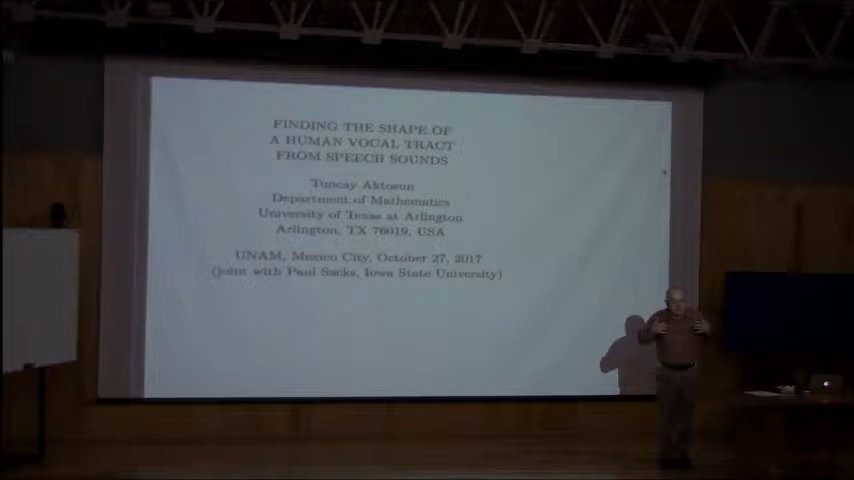 FINDING THE SHAPE OF
A HUMAN VOCAL TRACT
FROM SPEECH SOUNDS
Tuncay Aktosun
Department of Mathematics
University of Texas at Arlington
Arlington, TX 76019, USA
UNAM, Mexico City, October 27, 2017
(joint with Paul Sacks, Iowa State University)